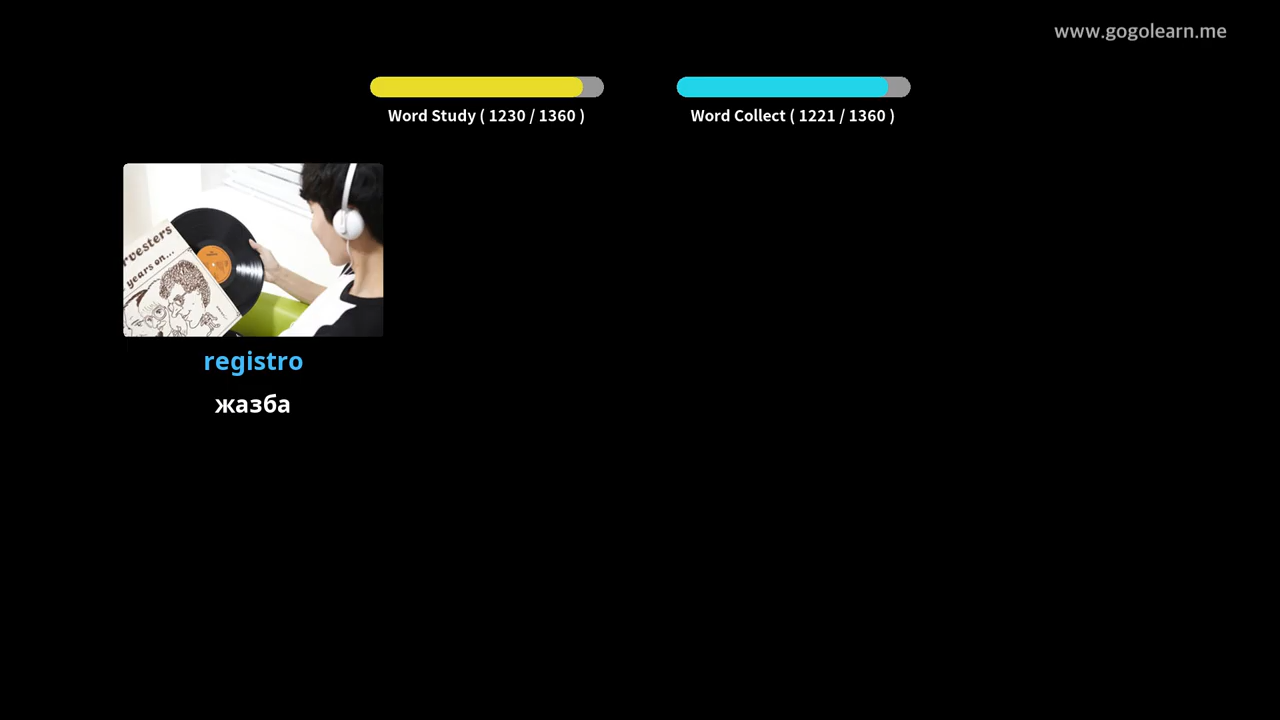 www.gogolearn.me
Word Study ( 1230 / 1360 )
Word Collect ( 1221 / 1360 )
rvesters
years on...
registro
жазба